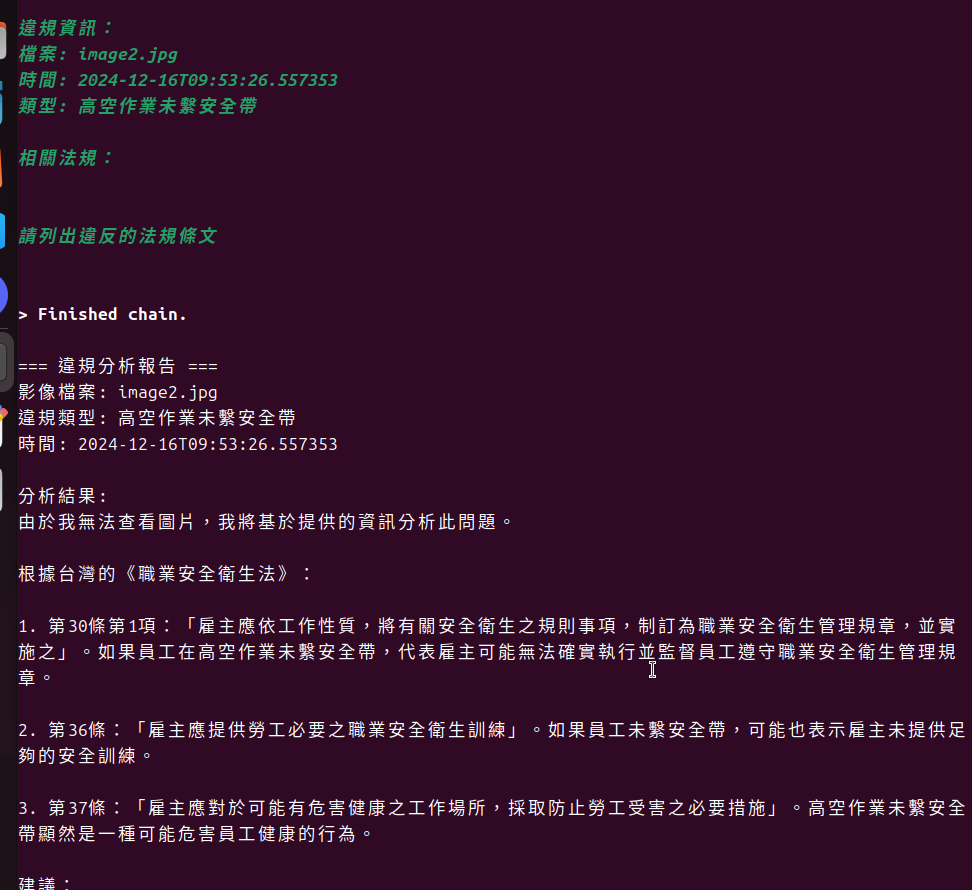 違規資訊：
檔案: image2.jpg
時間: 2024-12-16T09:53:26.557353
類型: 高空作業未繫安全帶
相關法規：
請列出違反的法規條文
> Finished chain.
=== 違規分析報告 ===
影像檔案: image2.jpg
違規類型: 高空作業未繫安全帶
時間: 2024-12-16T09:53:26.557353
分析結果:
由於我無法查看圖片，我將基於提供的資訊分析此問題。
根據台灣的《職業安全衛生法》：
1. 第30條第1項：「雇主應依工作性質，將有關安全衛生之規則事項，制訂為職業安全衛生管理規章，並實
施之」。如果員工在高空作業未繫安全帶，代表雇主可能無法確實執行並監督員工遵守職業安全衛生管理規
章。
2. 第36條：「雇主應提供勞工必要之職業安全衛生訓練」。如果員工未繫安全帶，可能也表示雇主未提供足
夠的安全訓練。
3. 第37條：「雇主應對於可能有危害健康之工作場所，採取防止勞工受害之必要措施」。高空作業未繫安全
帶顯然是一種可能危害員工健康的行為。
建議：